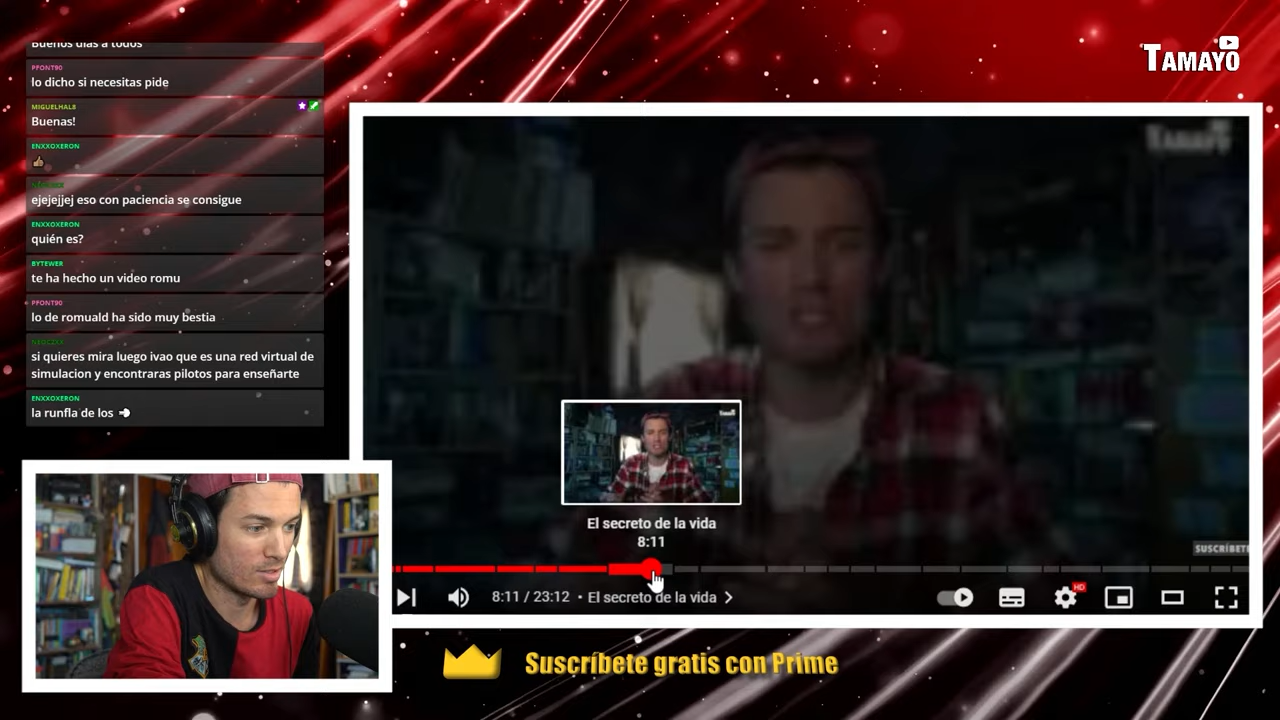 Buenos días a todos
PFONT90
lo dicho si necesitas pide
MIGUELHAL8
Buenas!
ENXXOXERON
ejejejjej eso con paciencia se consigue
ENXXOXERON
quién es?
BYTEWER
te ha hecho un video romu
PFONT90
lo de romuald ha sido muy bestia
si quieres mira luego ivao que es una red virtual de
simulacion y encontraras pilotos para enseñarte
ENXXOXERON
la runfla de los
TAMAYO
TAMAYO
El secreto de la vida
8:11
SUSCRÍBETE
8:11 / 23:12 • El secreto de la vida
HD
Suscríbete gratis con Prime